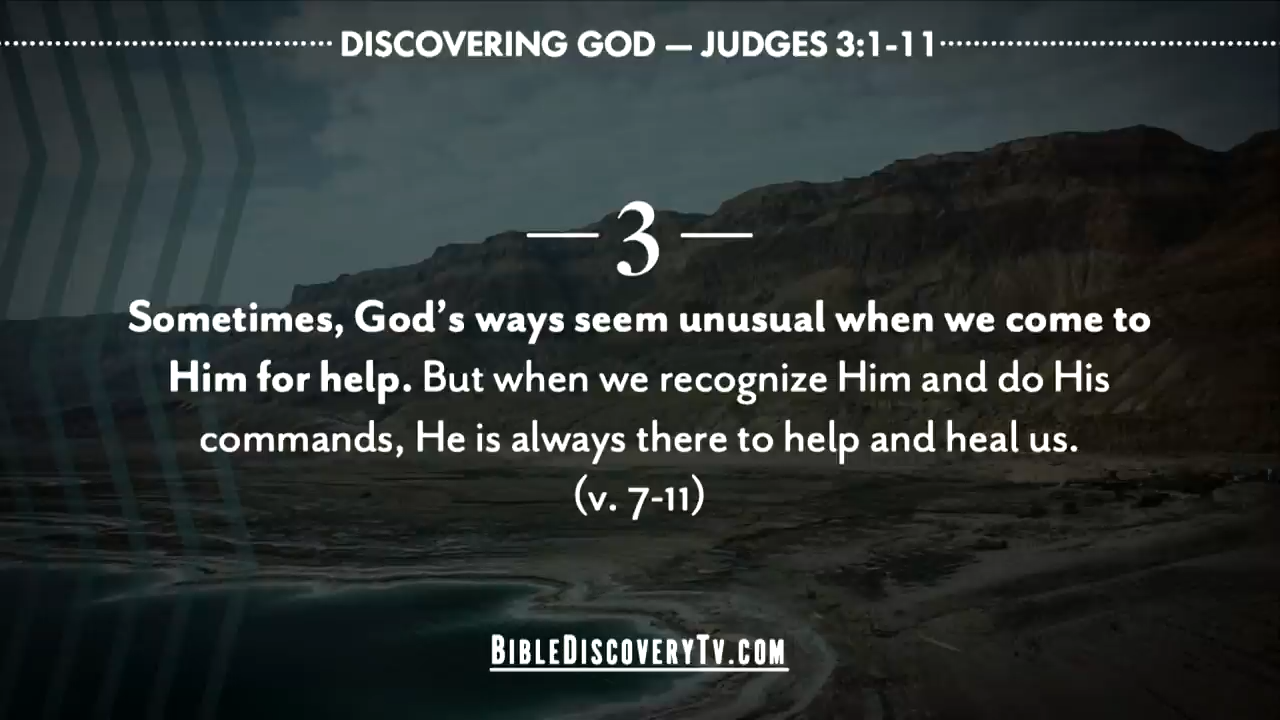 DISCOVERING GOD — JUDGES 3:1-11
— 3 —
Sometimes, God's ways seem unusual when we come to
Him for help. But when we recognize Him and do His
commands, He is always there to help and heal us.
(v. 7-11)
BIBLEDISCOVERYTV.COM